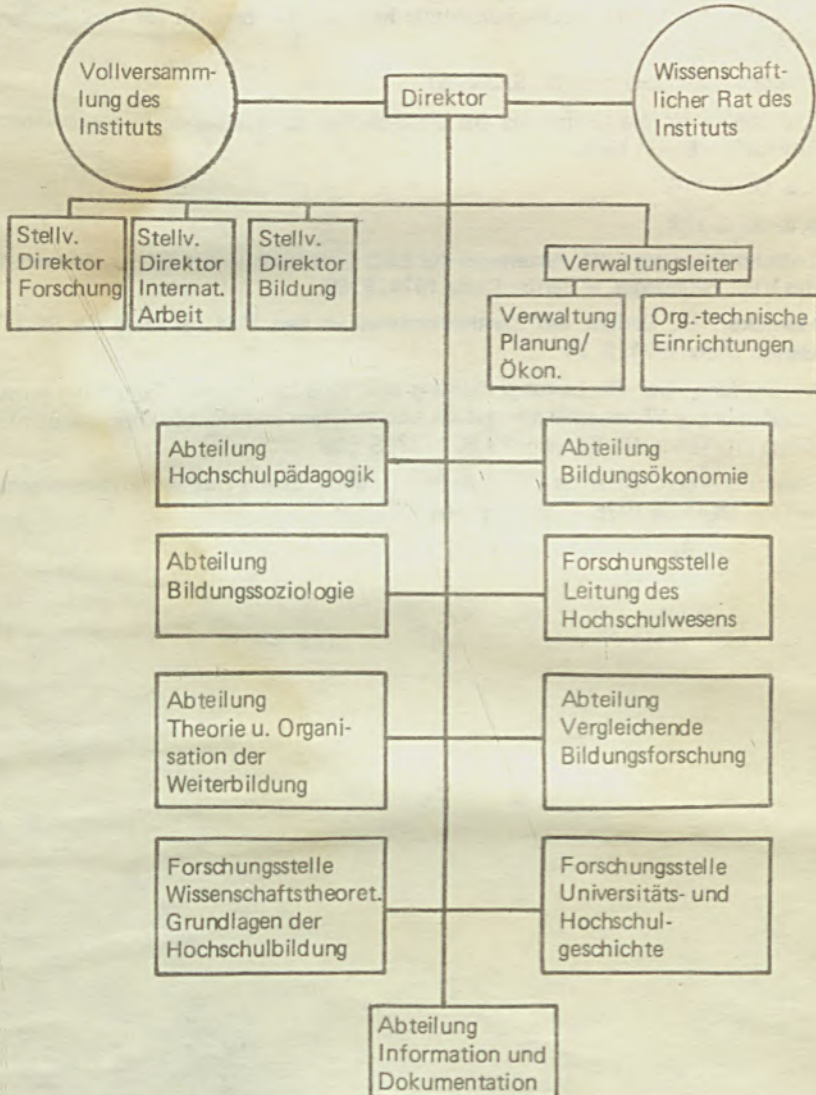 Vollversamm-
lung des
Instituts
Direktor
Wissenschaft-
licher Rat des
Instituts
Stellv.
Direktor
Forschung
Stellv.
Direktor
Internat.
Arbeit
Stellv.
Direktor
Bildung
Verwaltungsleiter
Verwaltung
Planung/
Ökon.
Org.-technische
Einrichtungen
Abteilung
Hochschulpädagogik
Abteilung
Bildungsökonomie
Abteilung
Bildungssoziologie
Forschungsstelle
Leitung des
Hochschulwesens
Abteilung
Theorie u. Organi-
sation der
Weiterbildung
Abteilung
Vergleichende
Bildungsforschung
Forschungsstelle
Wissenschaftstheoret.
Grundlagen der
Hochschulbildung
Forschungsstelle
Universitäts- und
Hochschul-
geschichte
Abteilung
Information und
Dokumentation